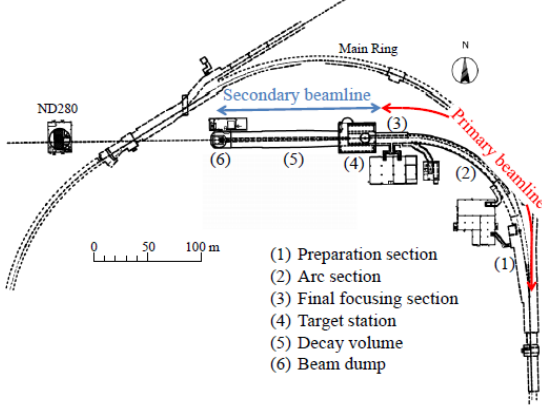 Main Ring
N
ND280
Secondary beamline
Primary beamline
(3)
(6)
(5)
(4)
(2)
(1)
0 50 100 m
(1) Preparation section
(2) Arc section
(3) Final focusing section
(4) Target station
(5) Decay volume
(6) Beam dump